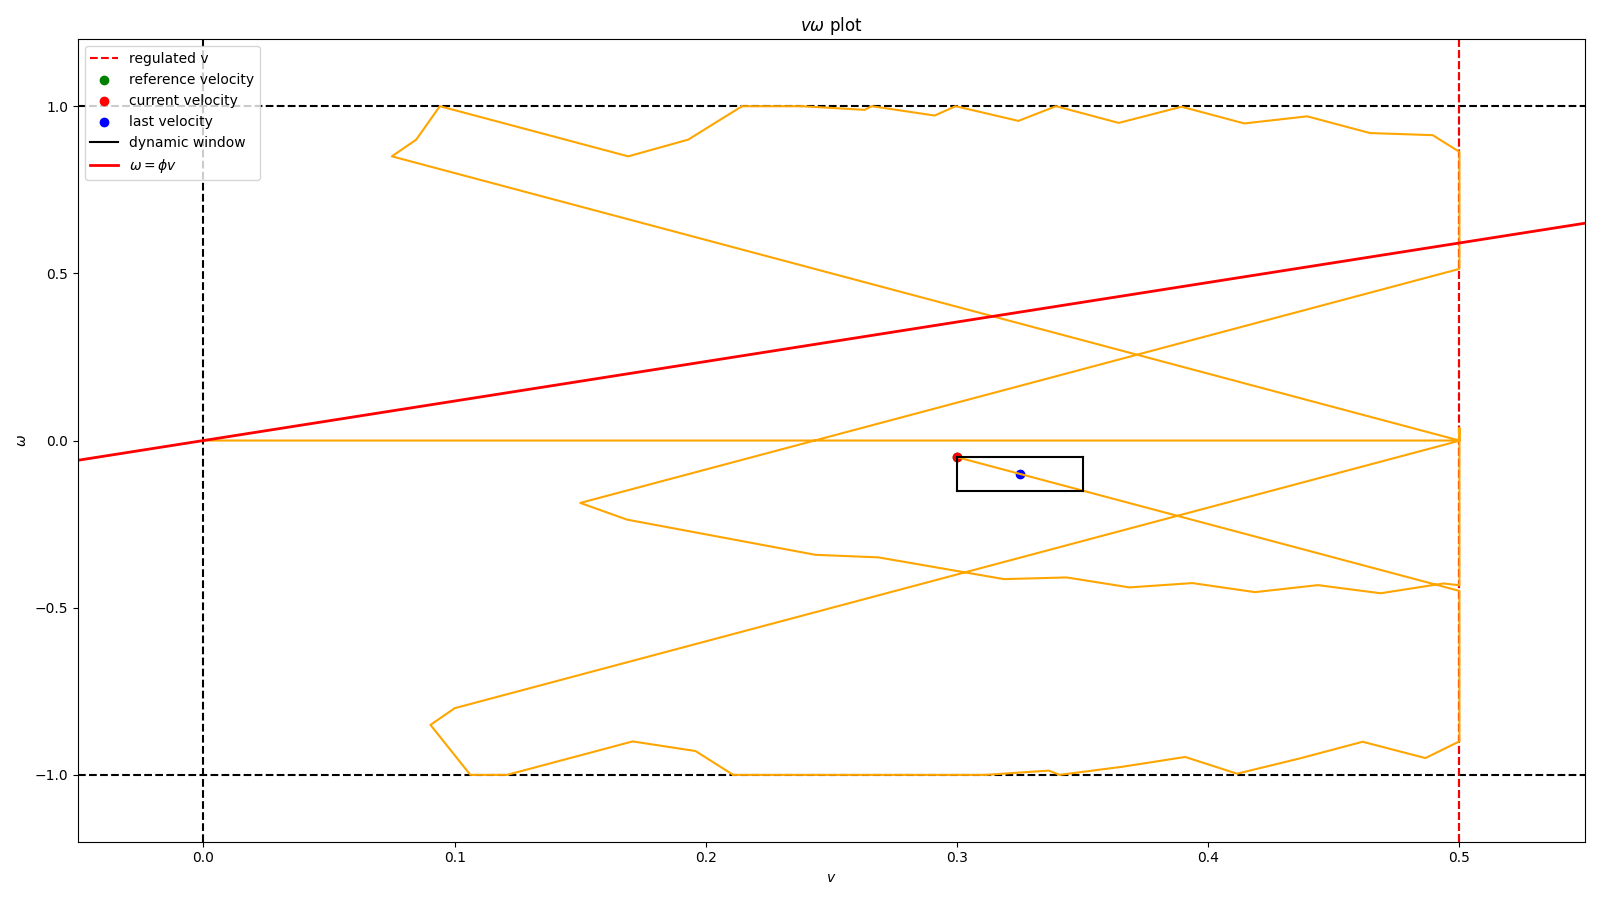 vω plot
regulated v
reference velocity
current velocity
last velocity
dynamic window
ω = ϕv
1.0
0.5
0.0
−0.5
−1.0
ω
0.0 0.1 0.2 0.3 0.4 0.5
v